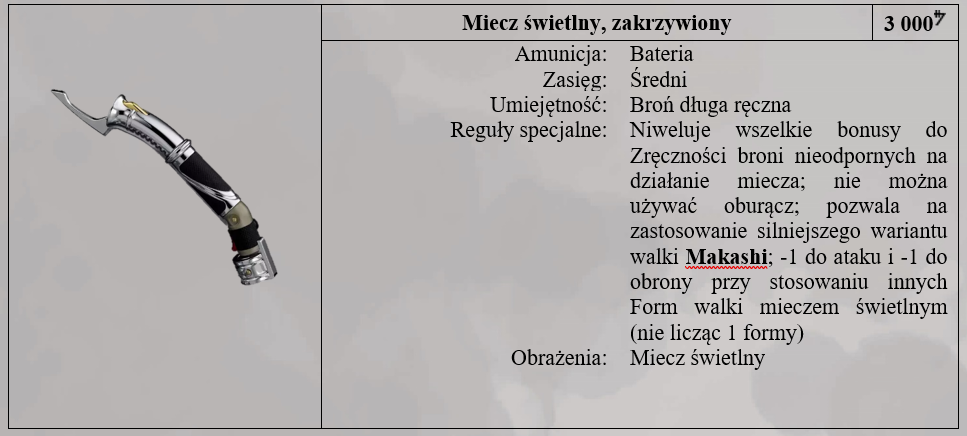 Miecz świetlny, zakrzywiony 3 000
Amunicja: Bateria
Zasięg: Średni
Umiejętność: Broń długa ręczna
Reguły specjalne: Niweluje wszelkie bonusy do
Zręczności broni nieodpornych na
działanie miecza; nie można
używać oburącz; pozwala na
zastosowanie silniejszego wariantu
walki Makashi; -1 do ataku i -1 do
obrony przy stosowaniu innych
Form walki mieczem świetlnym
(nie licząc 1 formy)
Obrażenia: Miecz świetlny